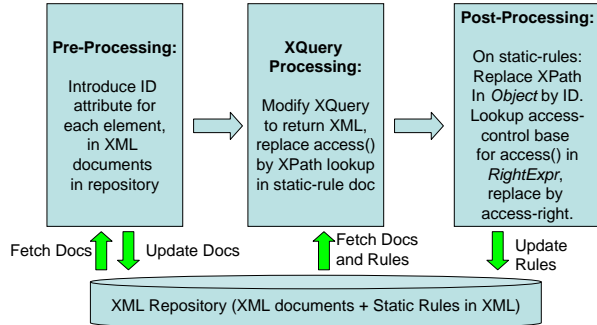 Pre-Processing:
Introduce ID
attribute for
each element,
in XML
documents
in repository
XQuery
Processing:
Modify XQuery
to return XML,
replace access()
by XPath lookup
in static-rule doc
Post-Processing:
On static-rules:
Replace XPath
In Object by ID.
Lookup access-
control base
for access() in
RightExpr,
replace by
access-right.
Fetch Docs
Update Docs
Fetch Docs
and Rules
Update
Rules
XML Repository (XML documents + Static Rules in XML)